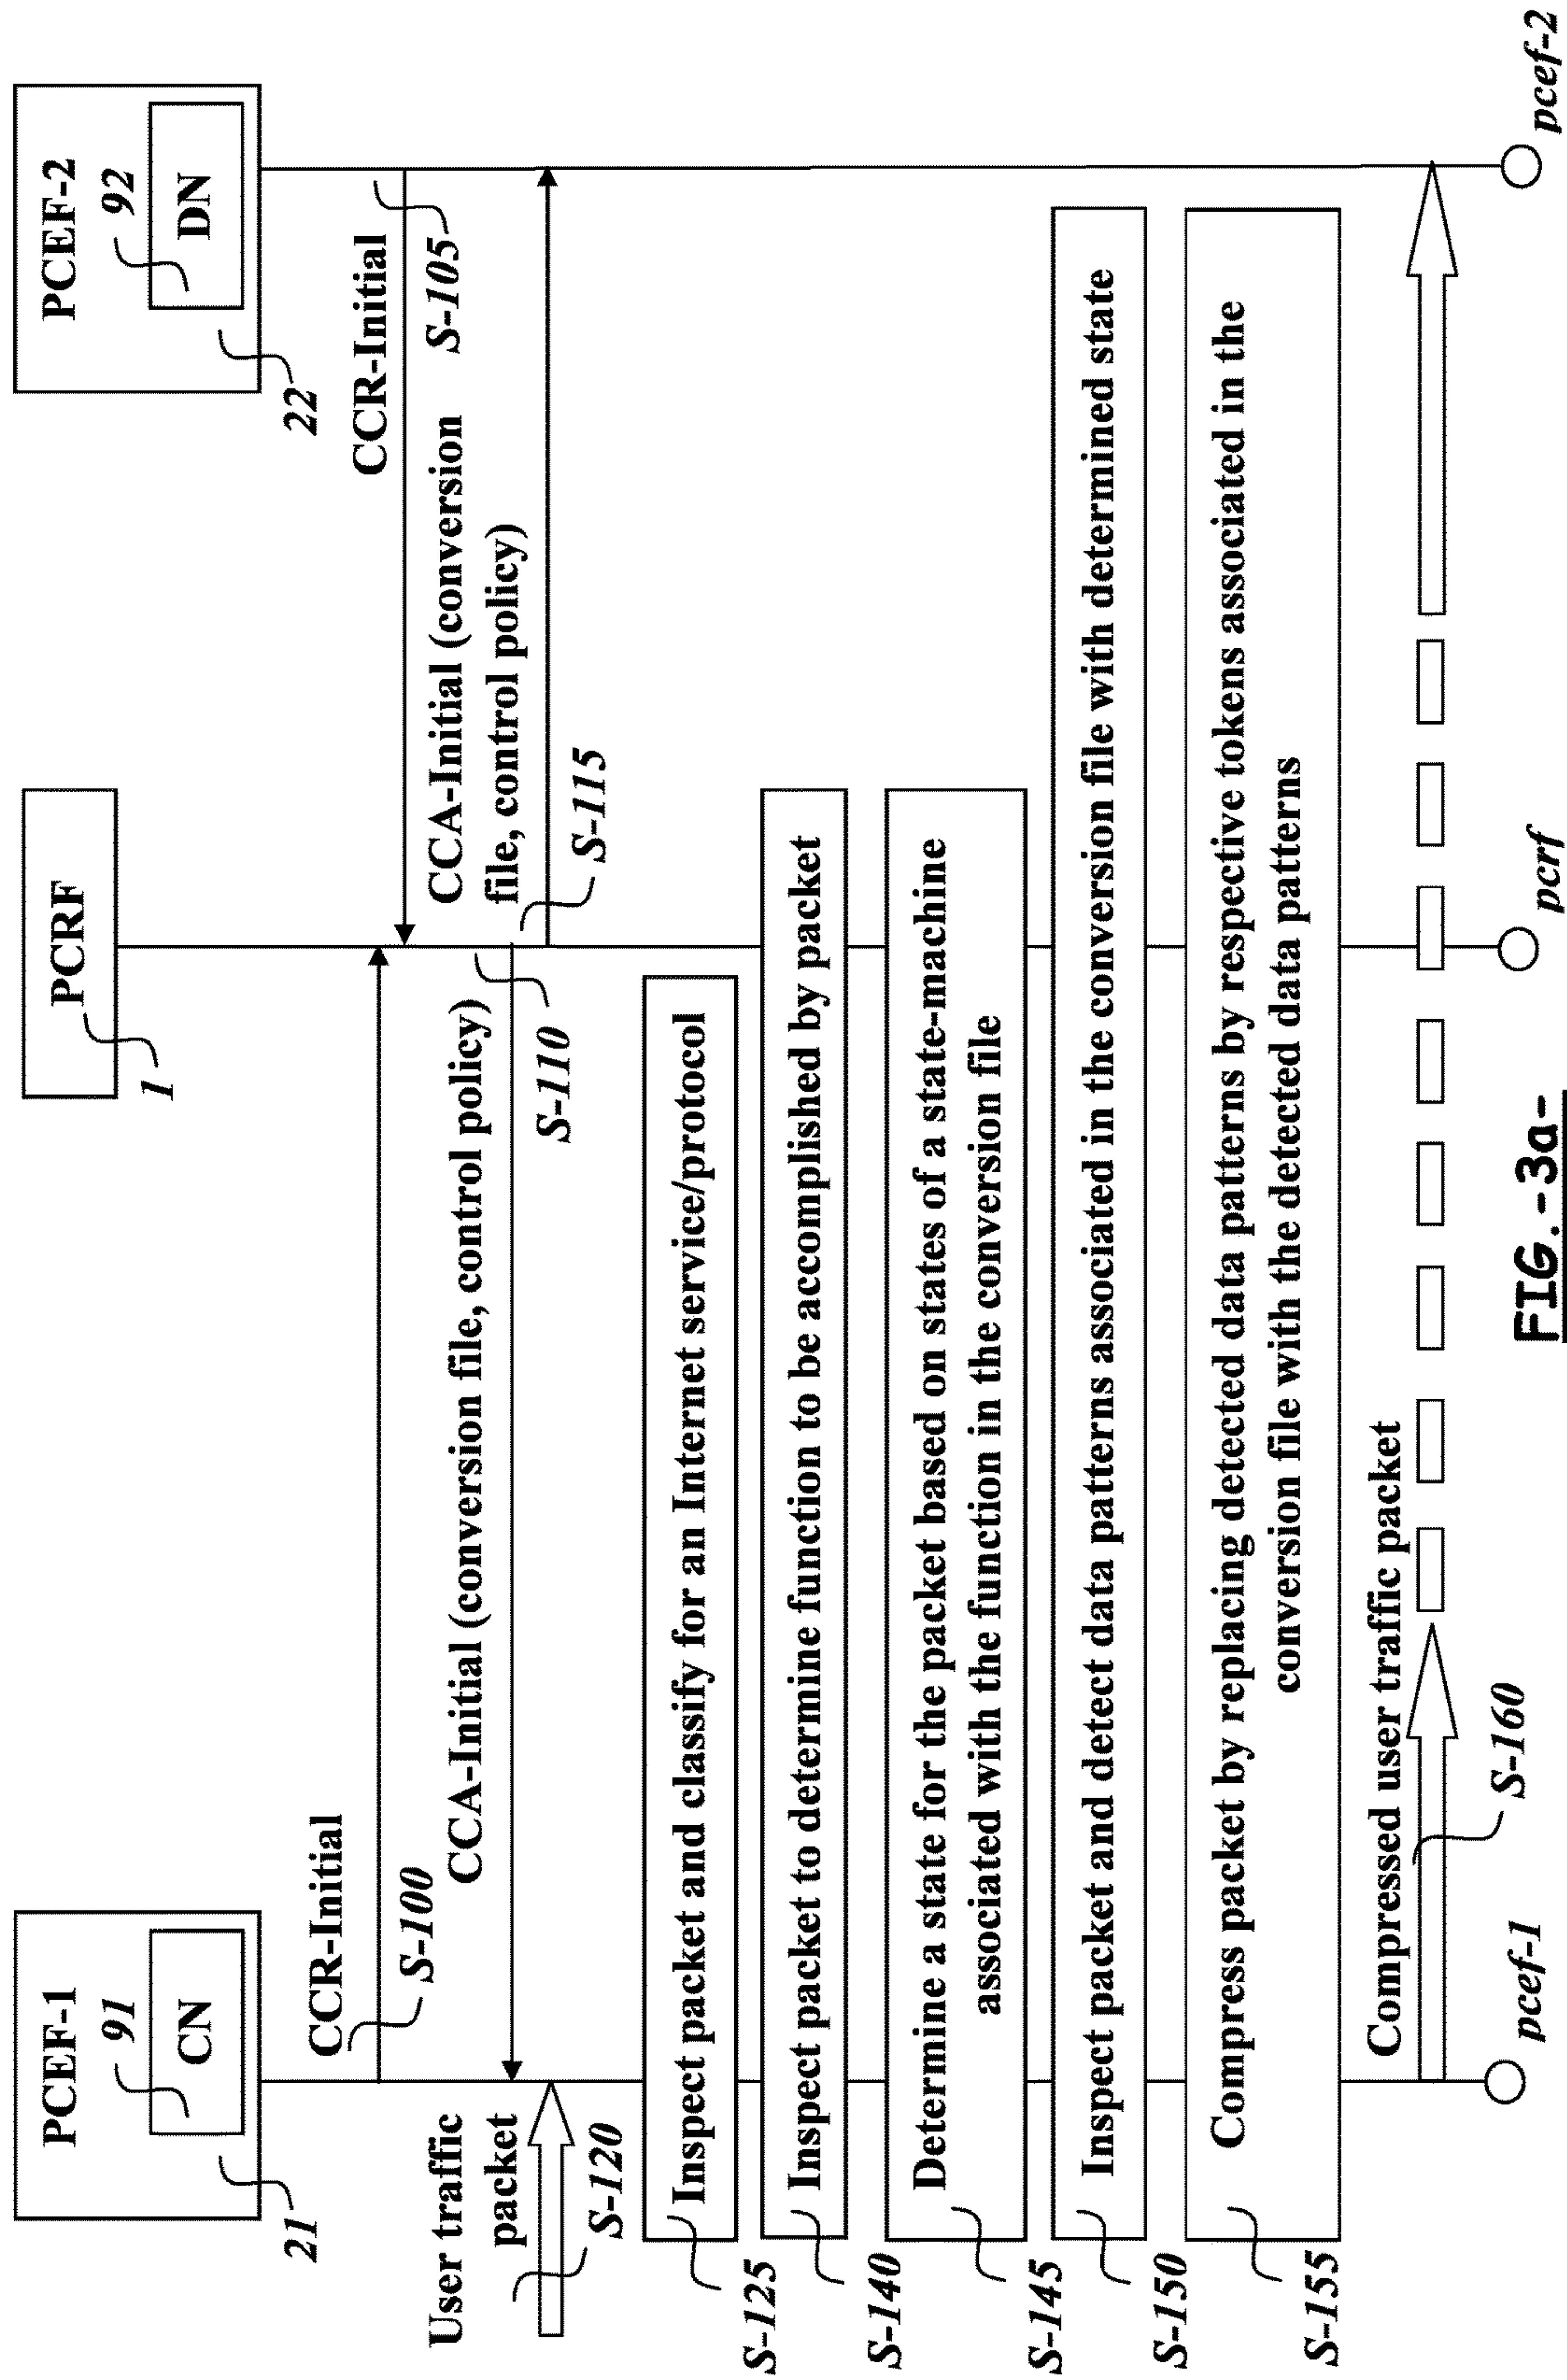 PCEF-1
91
CN
21
PCRF
1
PCEF-2
92
DN
22
CCR-Initial
S-100
CCR-Initial
S-105
CCA-Initial (conversion file, control policy)
S-110
CCA-Initial (conversion
file, control policy)
S-115
User traffic
packet
S-120
Inspect packet and classify for an Internet service/protocol
S-125
Inspect packet to determine function to be accomplished by packet
S-140
Determine a state for the packet based on states of a state-machine
associated with the function in the conversion file
S-145
Inspect packet and detect data patterns associated in the conversion file with determined state
S-150
Compress packet by replacing detected data patterns by respective tokens associated in the
conversion file with the detected data patterns
S-155
Compressed user traffic packet
S-160
pcef-1
pcrf
pcef-2
FIG.-3a-